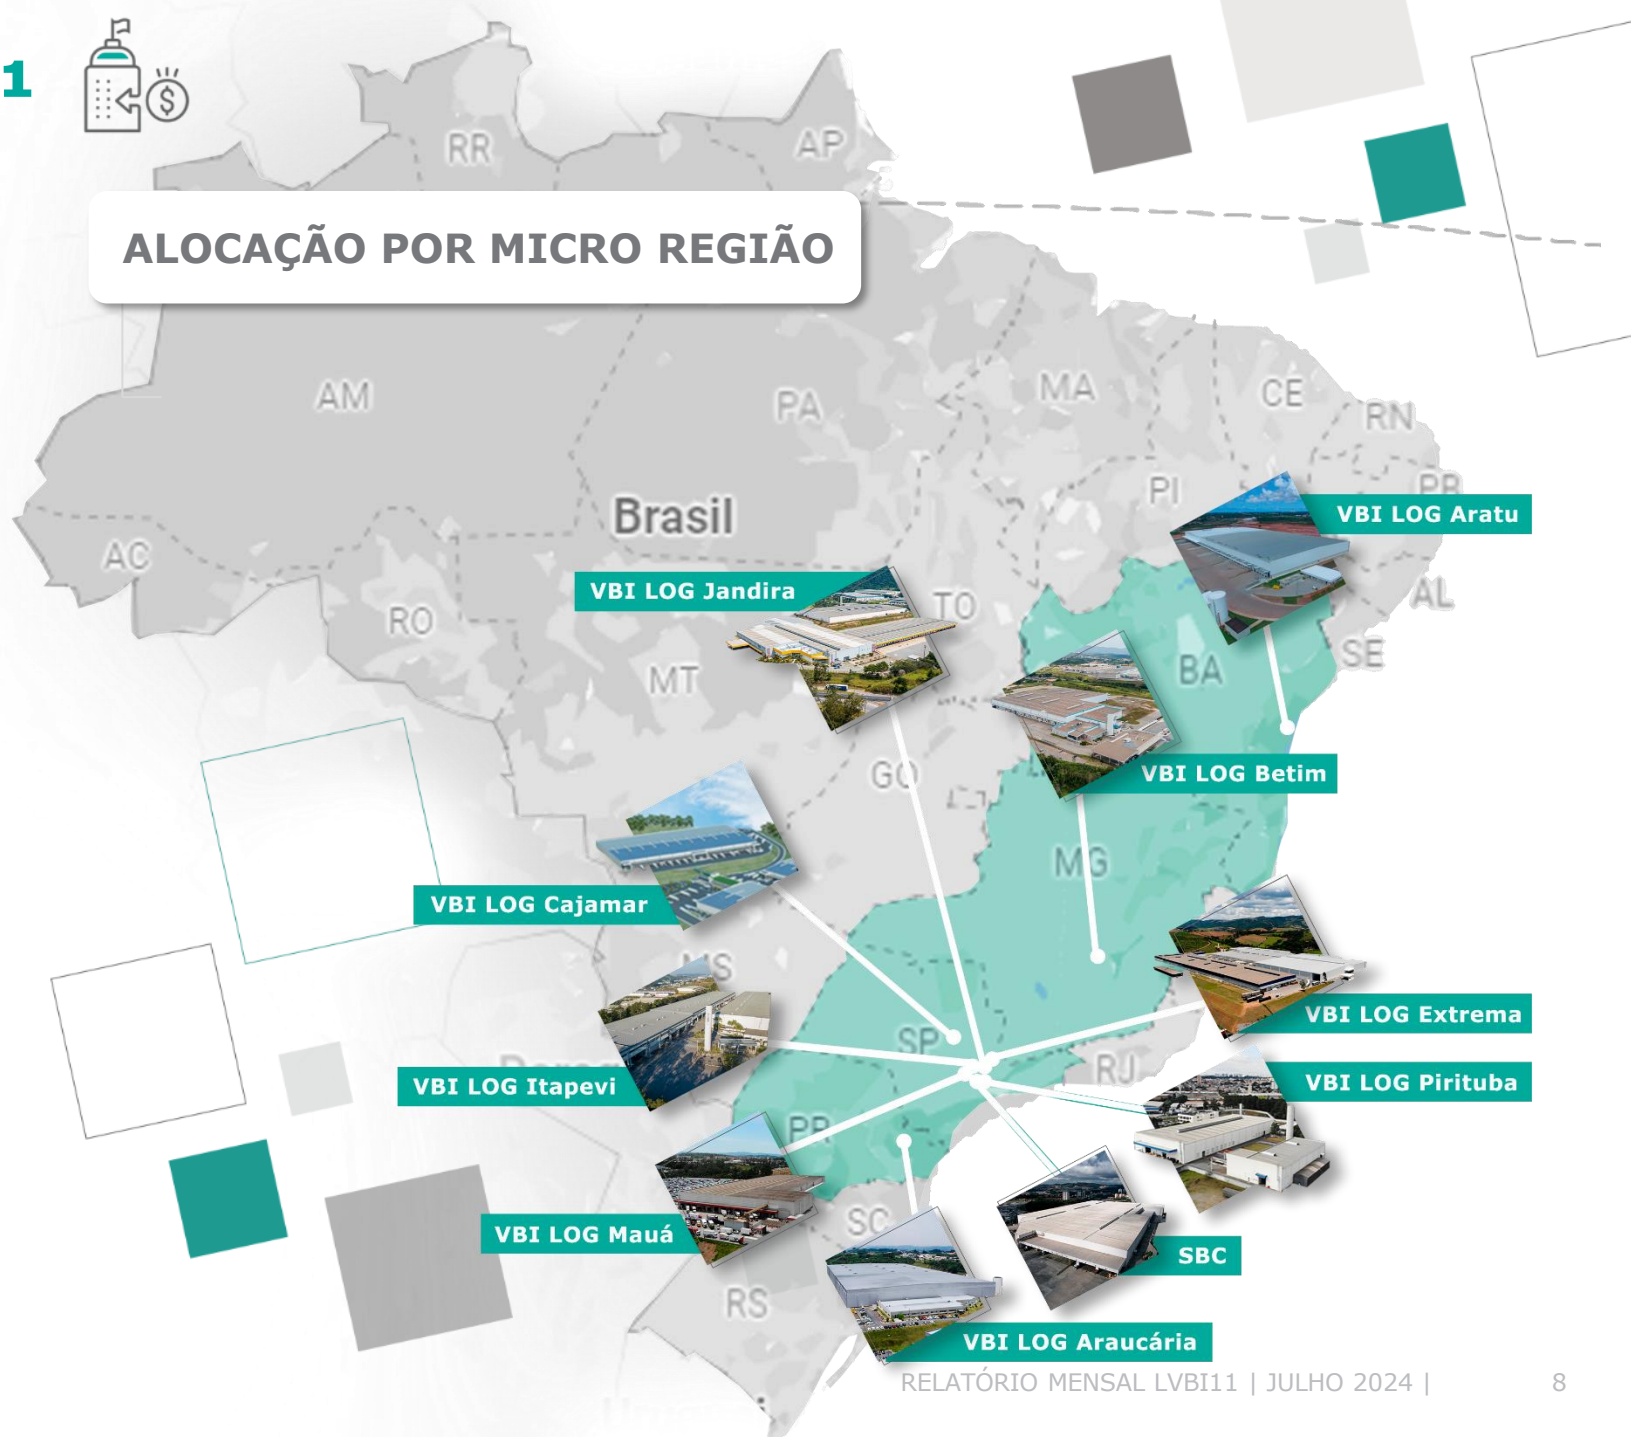 1
RR
AP
ALOCAÇÃO POR MICRO REGIÃO
AM
PA
MA
CE
RN
PI
PB
Brasil
VBI LOG Aratu
AC
VBI LOG Jandira
TO
AL
RO
MT
BA
SE
GO
VBI LOG Betim
MG
VBI LOG Cajamar
MS
VBI LOG Extrema
SP
RJ
VBI LOG Itapevi
VBI LOG Pirituba
PR
VBI LOG Mauá
SC
SBC
RS
VBI LOG Araucária
RELATÓRIO MENSAL LVBI11 | JULHO 2024 |
8